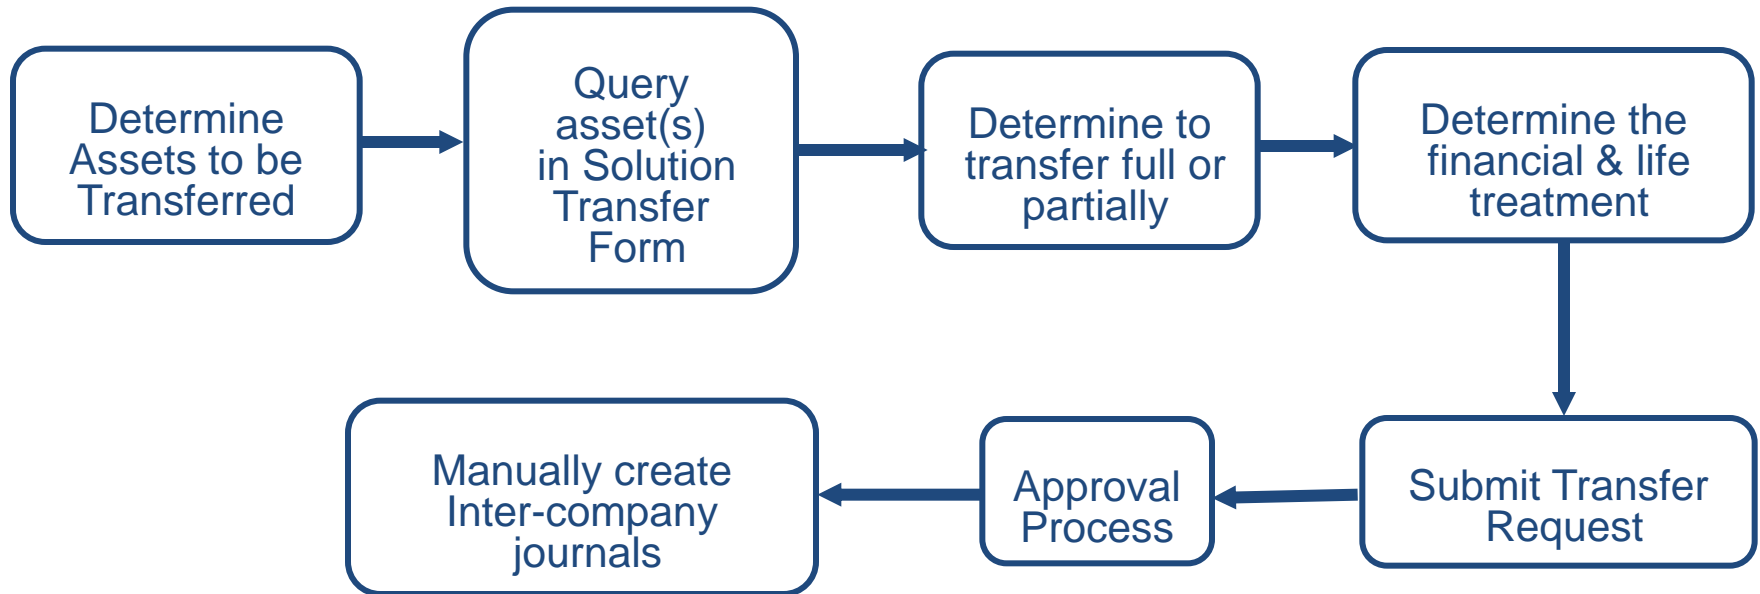 Determine
Assets to be
Transferred
Query
asset(s)
in Solution
Transfer
Form
Determine to
transfer full or
partially
Determine the
financial & life
treatment
Submit Transfer
Request
Approval
Process
Manually create
Inter-company
journals